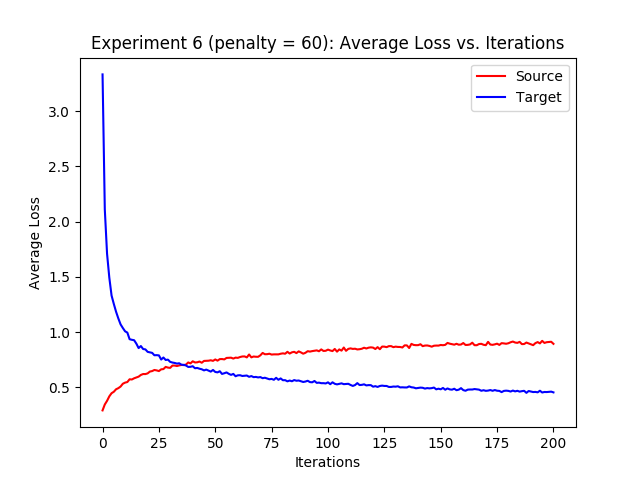 Experiment 6 (penalty = 60): Average Loss vs. Iterations
Source
Target
3.0
2.5
2.0
1.5
1.0
0.5
Average Loss
0 25 50 75 100 125 150 175 200
Iterations